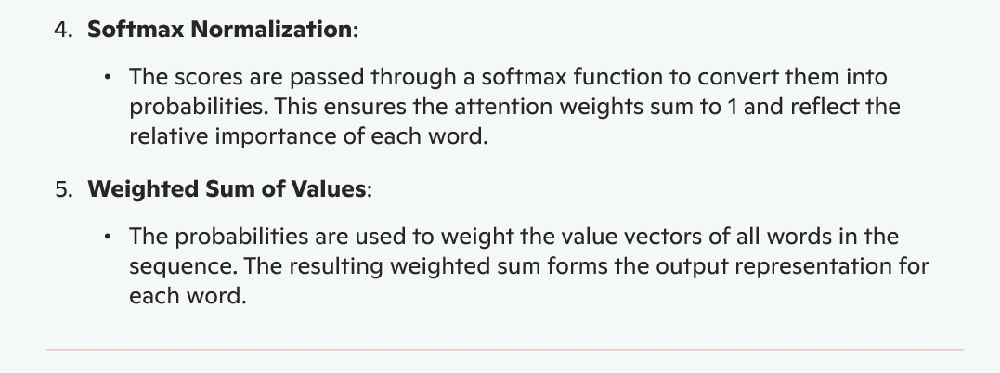 4. Softmax Normalization:
• The scores are passed through a softmax function to convert them into
probabilities. This ensures the attention weights sum to 1 and reflect the
relative importance of each word.
5. Weighted Sum of Values:
• The probabilities are used to weight the value vectors of all words in the
sequence. The resulting weighted sum forms the output representation for
each word.